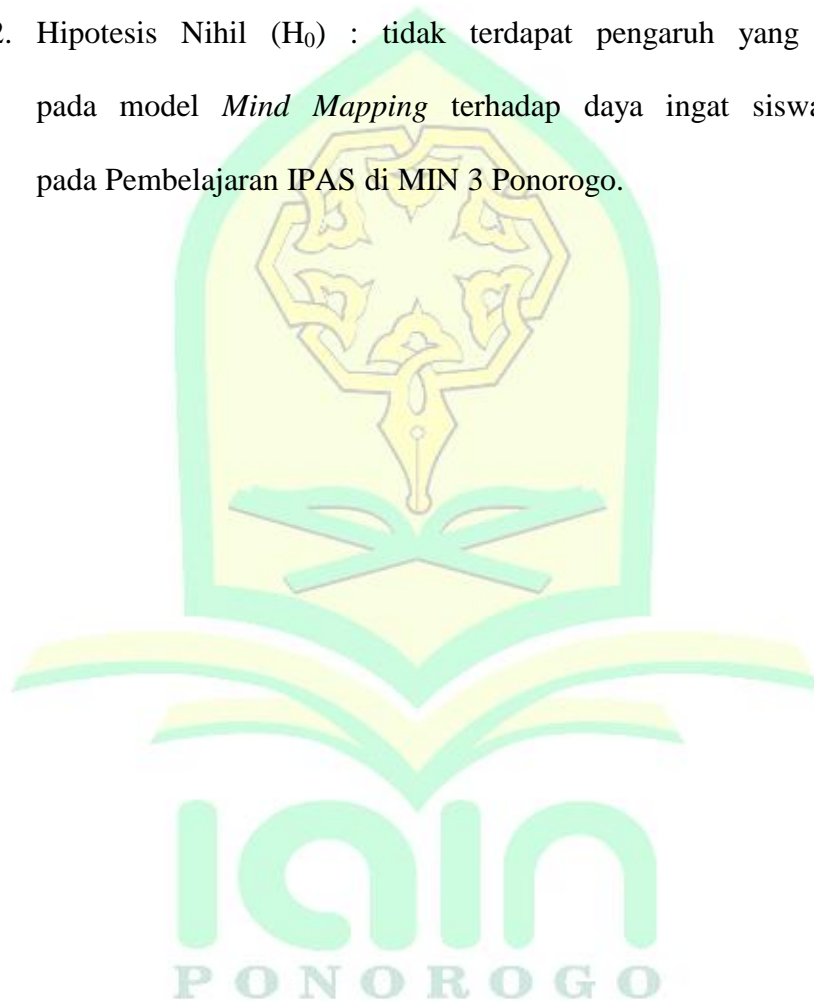 2. Hipotesis Nihil (H₀) : tidak terdapat pengaruh yang
pada model Mind Mapping terhadap daya ingat siswa
pada Pembelajaran IPAS di MIN 3 Ponorogo.
iain
PONOROGO